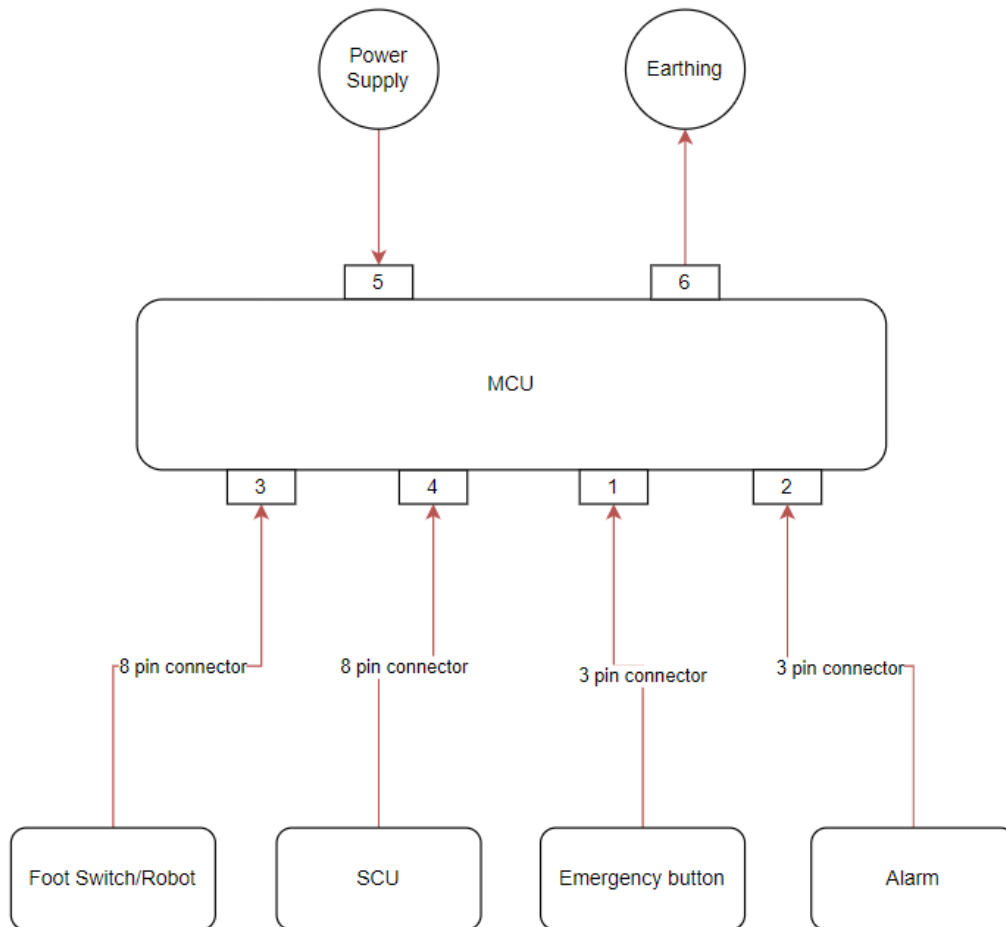 Power
Supply
Earthing
5
6
MCU
3
4
1
2
8 pin connector
8 pin connector
3 pin connector
3 pin connector
Foot Switch/Robot
SCU
Emergency button
Alarm